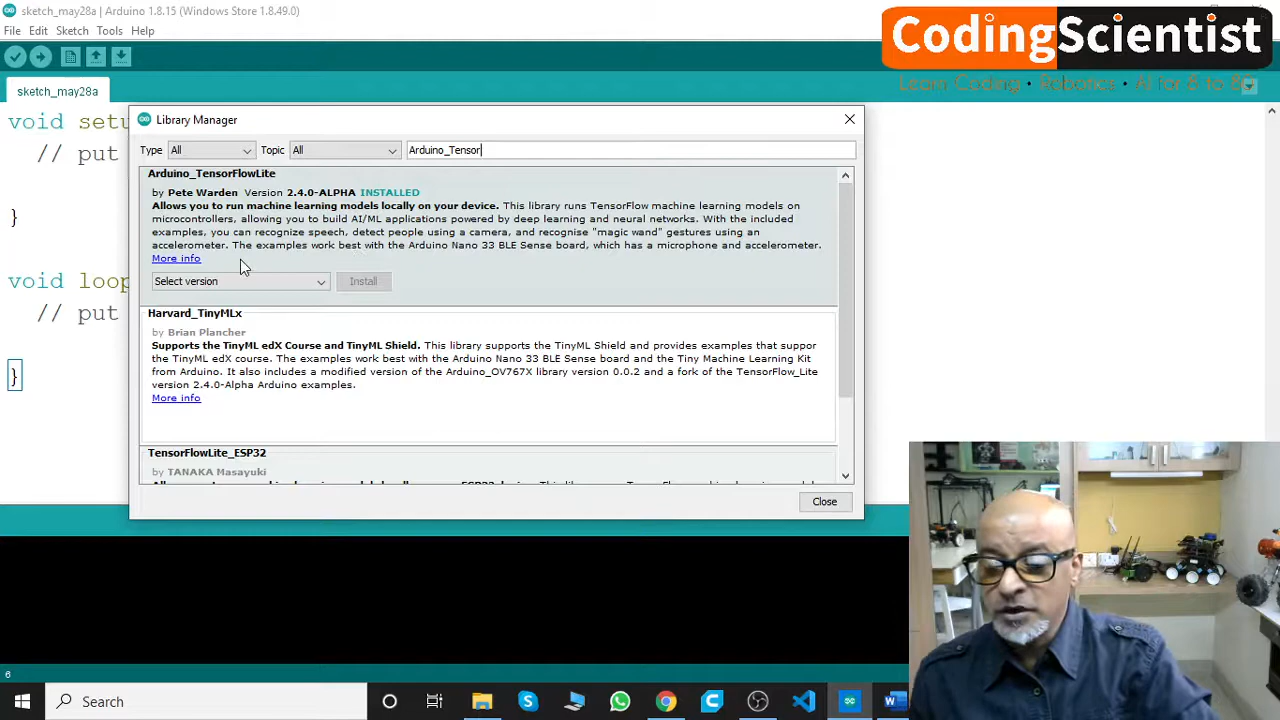 sketch_may28a | Arduino 1.8.15 (Windows Store 1.8.49.0)
File Edit Sketch Tools Help
CodingScientist
Learn Coding • Robotics • AI for 8 to 88
sketch_may28a
void setu
// put
}
void loop
// put
}
Library Manager
Type All Topic All Arduino_Tensor
Arduino_TensorFlowLite
by Pete Warden Version 2.4.0-ALPHA INSTALLED
Allows you to run machine learning models locally on your device. This library runs TensorFlow machine learning models on
microcontrollers, allowing you to build AI/ML applications powered by deep learning and neural networks. With the included
examples, you can recognize speech, detect people using a camera, and recognise "magic wand" gestures using an
accelerometer. The examples work best with the Arduino Nano 33 BLE Sense board, which has a microphone and accelerometer.
More info
Select version Install
Harvard_TinyMLx
by Brian Plancher
Supports the TinyML edX Course and TinyML Shield. This library supports the TinyML Shield and provides examples that suppor
the TinyML edX course. The examples work best with the Arduino Nano 33 BLE Sense board and the Tiny Machine Learning Kit
from Arduino. It also includes a modified version of the Arduino_OV767X library version 0.0.2 and a fork of the TensorFlow_Lite
version 2.4.0-Alpha Arduino examples.
More info
TensorFlowLite_ESP32
by TANAKA Masayuki
Close
6
Search